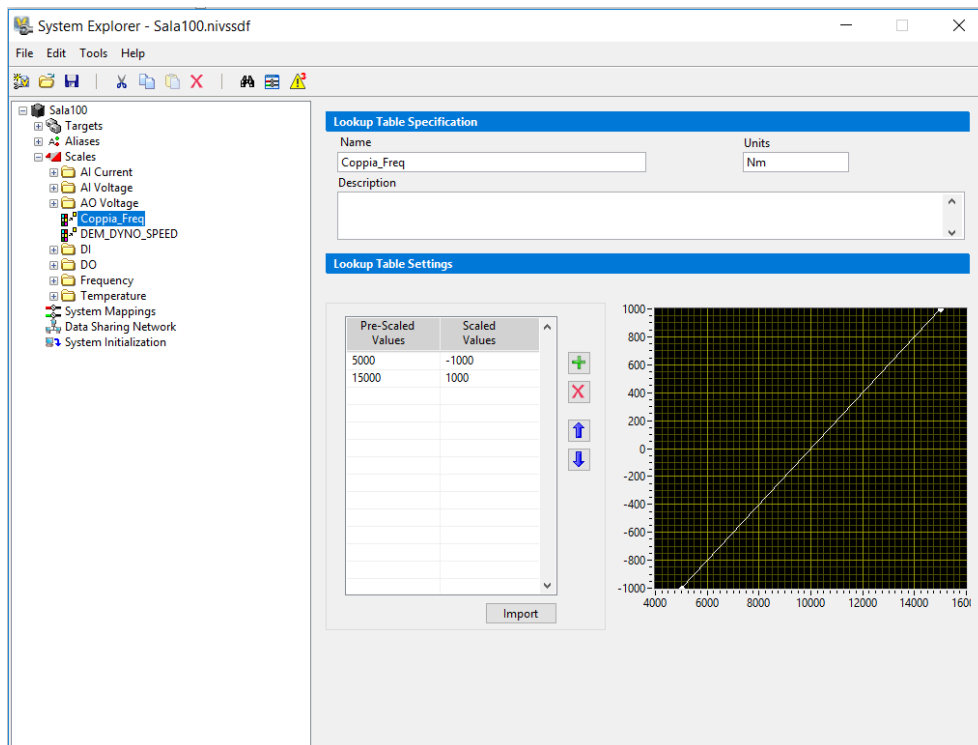 System Explorer - Sala100.nivssdf
File Edit Tools Help
Sala100
Targets
Aliases
Scales
AI Current
AI Voltage
AO Voltage
Coppia_Freq
DEM_DYNO_SPEED
DI
DO
Frequency
Temperature
System Mappings
Data Sharing Network
System Initialization
Lookup Table Specification
Name Units
Coppia_Freq Nm
Description
Lookup Table Settings
Pre-Scaled Values Scaled Values
5000 -1000
15000 1000
Import
1000
800
600
400
200
0
-200
-400
-600
-800
-1000
4000 6000 8000 10000 12000 14000 1600